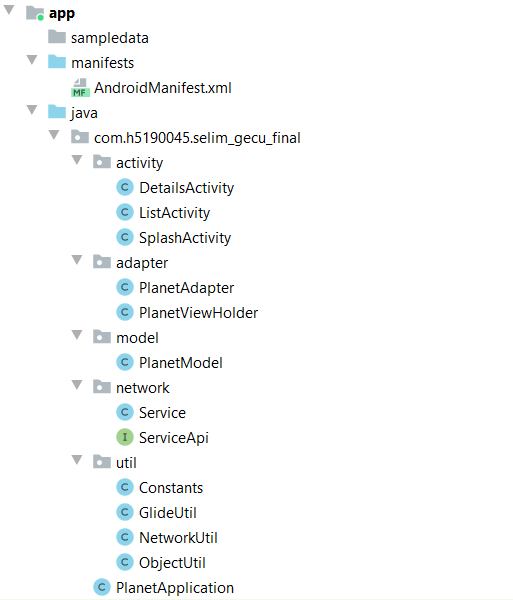 app
sampledata
manifests
MF AndroidManifest.xml
java
com.h5190045.selim_gecu_final
activity
C DetailsActivity
C ListActivity
C SplashActivity
adapter
C PlanetAdapter
C PlanetViewHolder
model
C PlanetModel
network
C Service
I ServiceApi
util
C Constants
C GlideUtil
C NetworkUtil
C ObjectUtil
C PlanetApplication